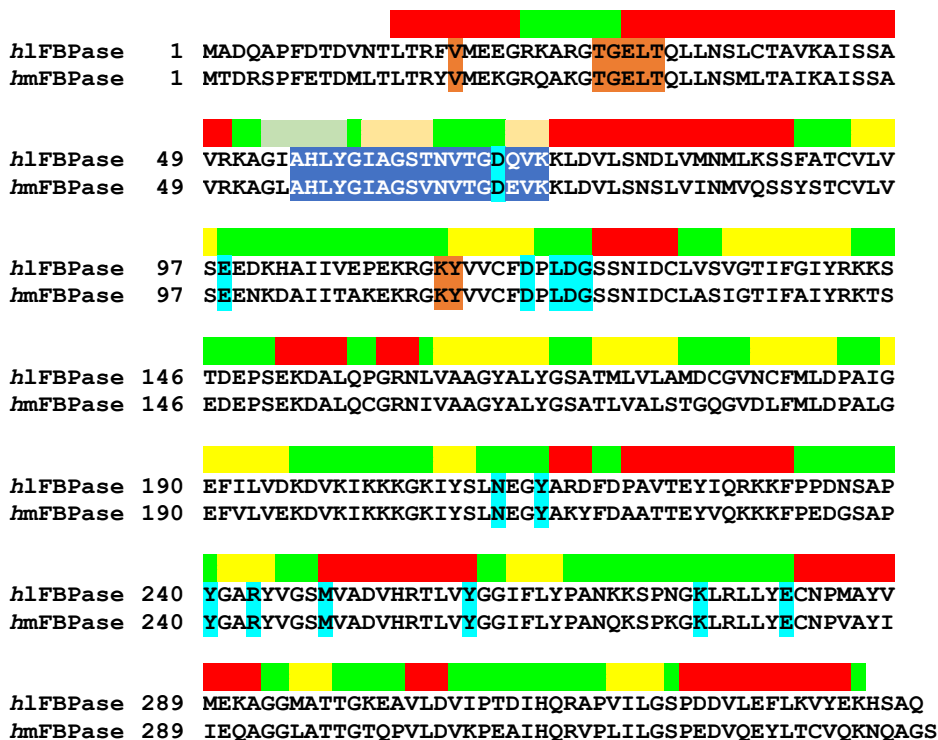 hlFBPase 1 MADQAPFDTDVNTLTRFVMEEGRKARGTGELTQLLNSLCTAVKAISSA
hmFBPase 1 MTDRSPFETDMLTLTRYVMEKGRQAKGTGELTQLLNSMLTAIKAISSA
hlFBPase 49 VRKAGIAHLYGIAGSTNVTGDQVKKLDVLSNDLVMNMLKSSFATCVLV
hmFBPase 49 VRKAGLAHLYGIAGSVNVTGDEVKKLDVLSNSLVINMVQSSYSTCVLV
hlFBPase 97 SEEDKHAIIVEPEKRGKYVVCFDPLDGSSNIDCLVSVGTIFGIYRKKS
hmFBPase 97 SEENKDAIITAKEKRGKYVVCFDPLDGSSNIDCLASIGTIFAIYRKTS
hlFBPase 146 TDEPSEKDALQPGRNLVAAGYALYGSATMLVLAMDCGVNCFMLDPAIG
hmFBPase 146 EDEPSEKDALQCGRNIVAAGYALYGSATLVALSTGQGVDLFMLDPALG
hlFBPase 190 EFILVDKDVKIKKKGKIYSLNEGYARDFDPAVTEYIQRKKFPPDNSAP
hmFBPase 190 EFVLVEKDVKIKKKGKIYSLNEGYAKYFDAATTEYVQKKKFPEDGSAP
hlFBPase 240 YGARYVGSMVADVHRTLVYGGIFLYPANKKSPNGKLRLLYECNPMAYV
hmFBPase 240 YGARYVGSMVADVHRTLVYGGIFLYPANQKSPKGKLRLLYECNPVAYI
hlFBPase 289 MEKAGGMATTGKEAVLDVIPTDIHQRAPVILGSPDDVLEFLKVYEKHSAQ
hmFBPase 289 IEQAGGLATTGTQPVLDVKPEAIHQRVPLILGSPEDVQEYLTCVQKNQAGS